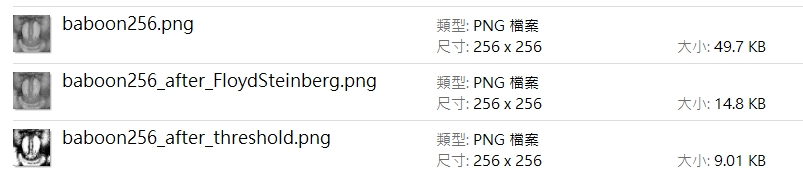 baboon256.png
類型: PNG 檔案
尺寸: 256 x 256
大小: 49.7 KB
baboon256_after_FloydSteinberg.png
類型: PNG 檔案
尺寸: 256 x 256
大小: 14.8 KB
baboon256_after_threshold.png
類型: PNG 檔案
尺寸: 256 x 256
大小: 9.01 KB